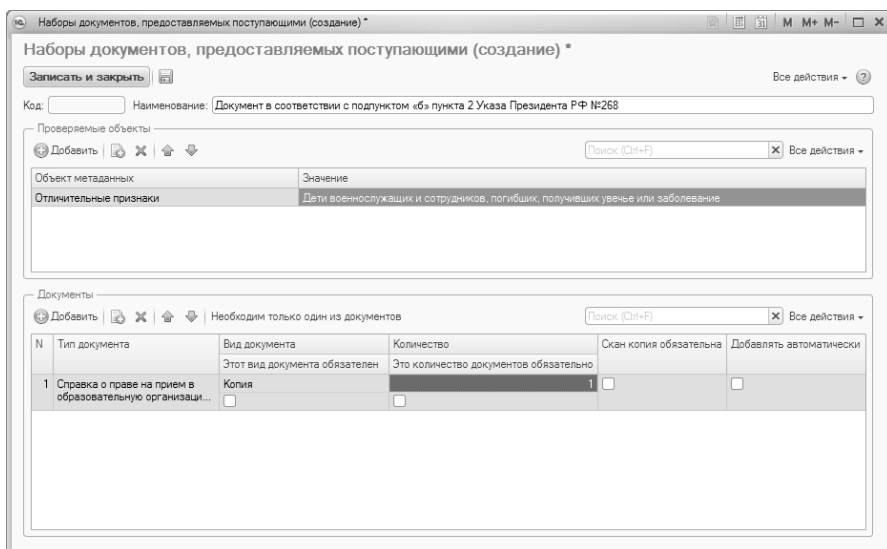 Наборы документов, предоставляемых поступающими (создание) *
M M+ M-
Наборы документов, предоставляемых поступающими (создание) *
Записать и закрыть
Все действия
Код:
Наименование: Документ в соответствии с подпунктом «б» пункта 2 Указа Президента РФ №268
Проверяемые объекты
Добавить
Поиск (Ctrl+F)
Все действия
Объект метаданных Значение
Отличительные признаки Дети военнослужащих и сотрудников, погибших, получивших увечье или заболевание
Документы
Добавить Необходим только один из документов
Поиск (Ctrl+F)
Все действия
N Тип документа Вид документа Количество Скан копия обязательна Добавлять автоматически
Этот вид документа обязателен Это количество документов обязательно
1 Справка о праве на прием в Копия 1
образовательную организаци...